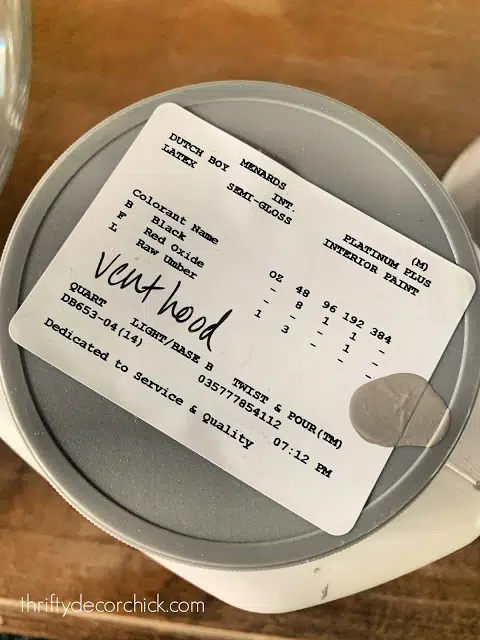 DUTCH BOY MENARDS (M)
LATEX INT. PLATINUM PLUS
SEMI-GLOSS INTERIOR PAINT
Colorant Name OZ 48 96 192 384
B Black - 8 1 1 -
F Red Oxide - - - 1 -
L Raw Umber 1 3 - - -
Vent hood
QUART LIGHT/BASE B TWIST & POUR(TM)
DB653-04(14) 035777854112
Dedicated to Service & Quality 07:12 PM
thriftydecorchick.com